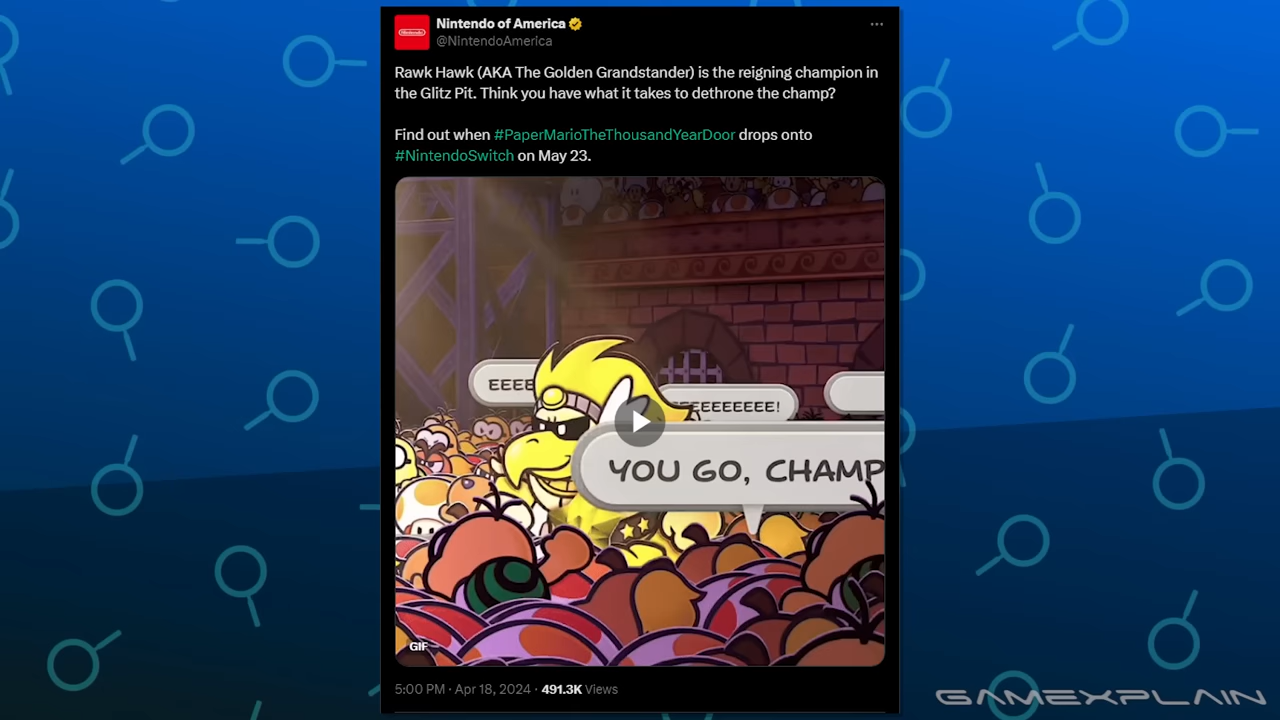 Nintendo of America
@NintendoAmerica
Rawk Hawk (AKA The Golden Grandstander) is the reigning champion in
the Glitz Pit. Think you have what it takes to dethrone the champ?
Find out when #PaperMarioTheThousandYearDoor drops onto
#NintendoSwitch on May 23.
EEEE
EEEEEEEEE!
YOU GO, CHAMP
GIF
5:00 PM · Apr 18, 2024 · 491.3K Views
GAMEXPLAIN